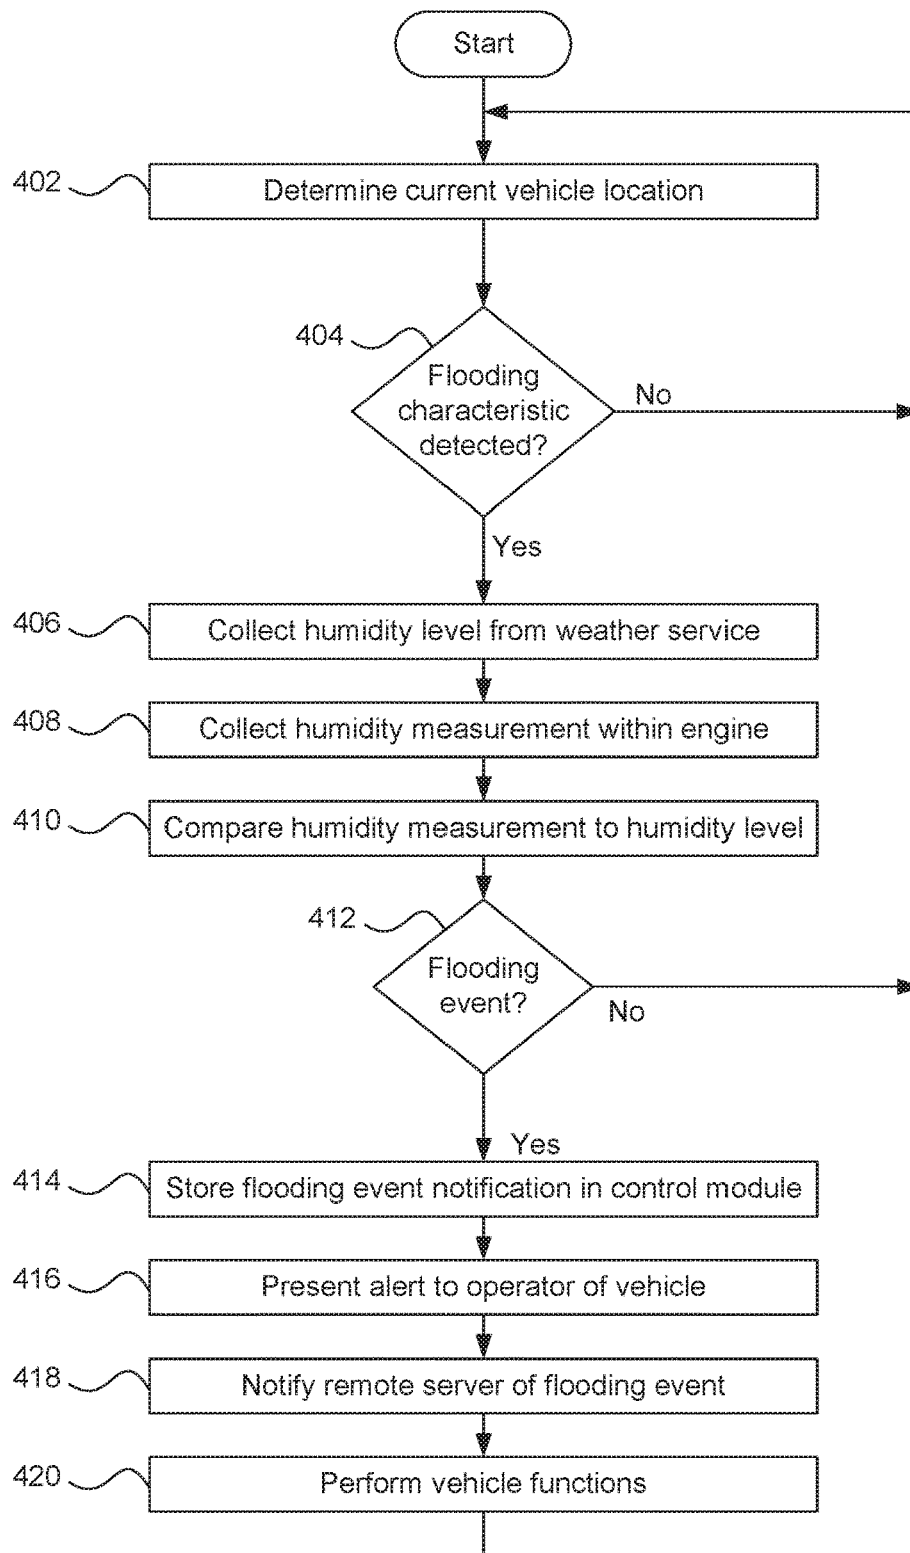 Start
402
Determine current vehicle location
404
Flooding
characteristic
detected?
No
Yes
406
Collect humidity level from weather service
408
Collect humidity measurement within engine
410
Compare humidity measurement to humidity level
412
Flooding
event?
No
Yes
414
Store flooding event notification in control module
416
Present alert to operator of vehicle
418
Notify remote server of flooding event
420
Perform vehicle functions